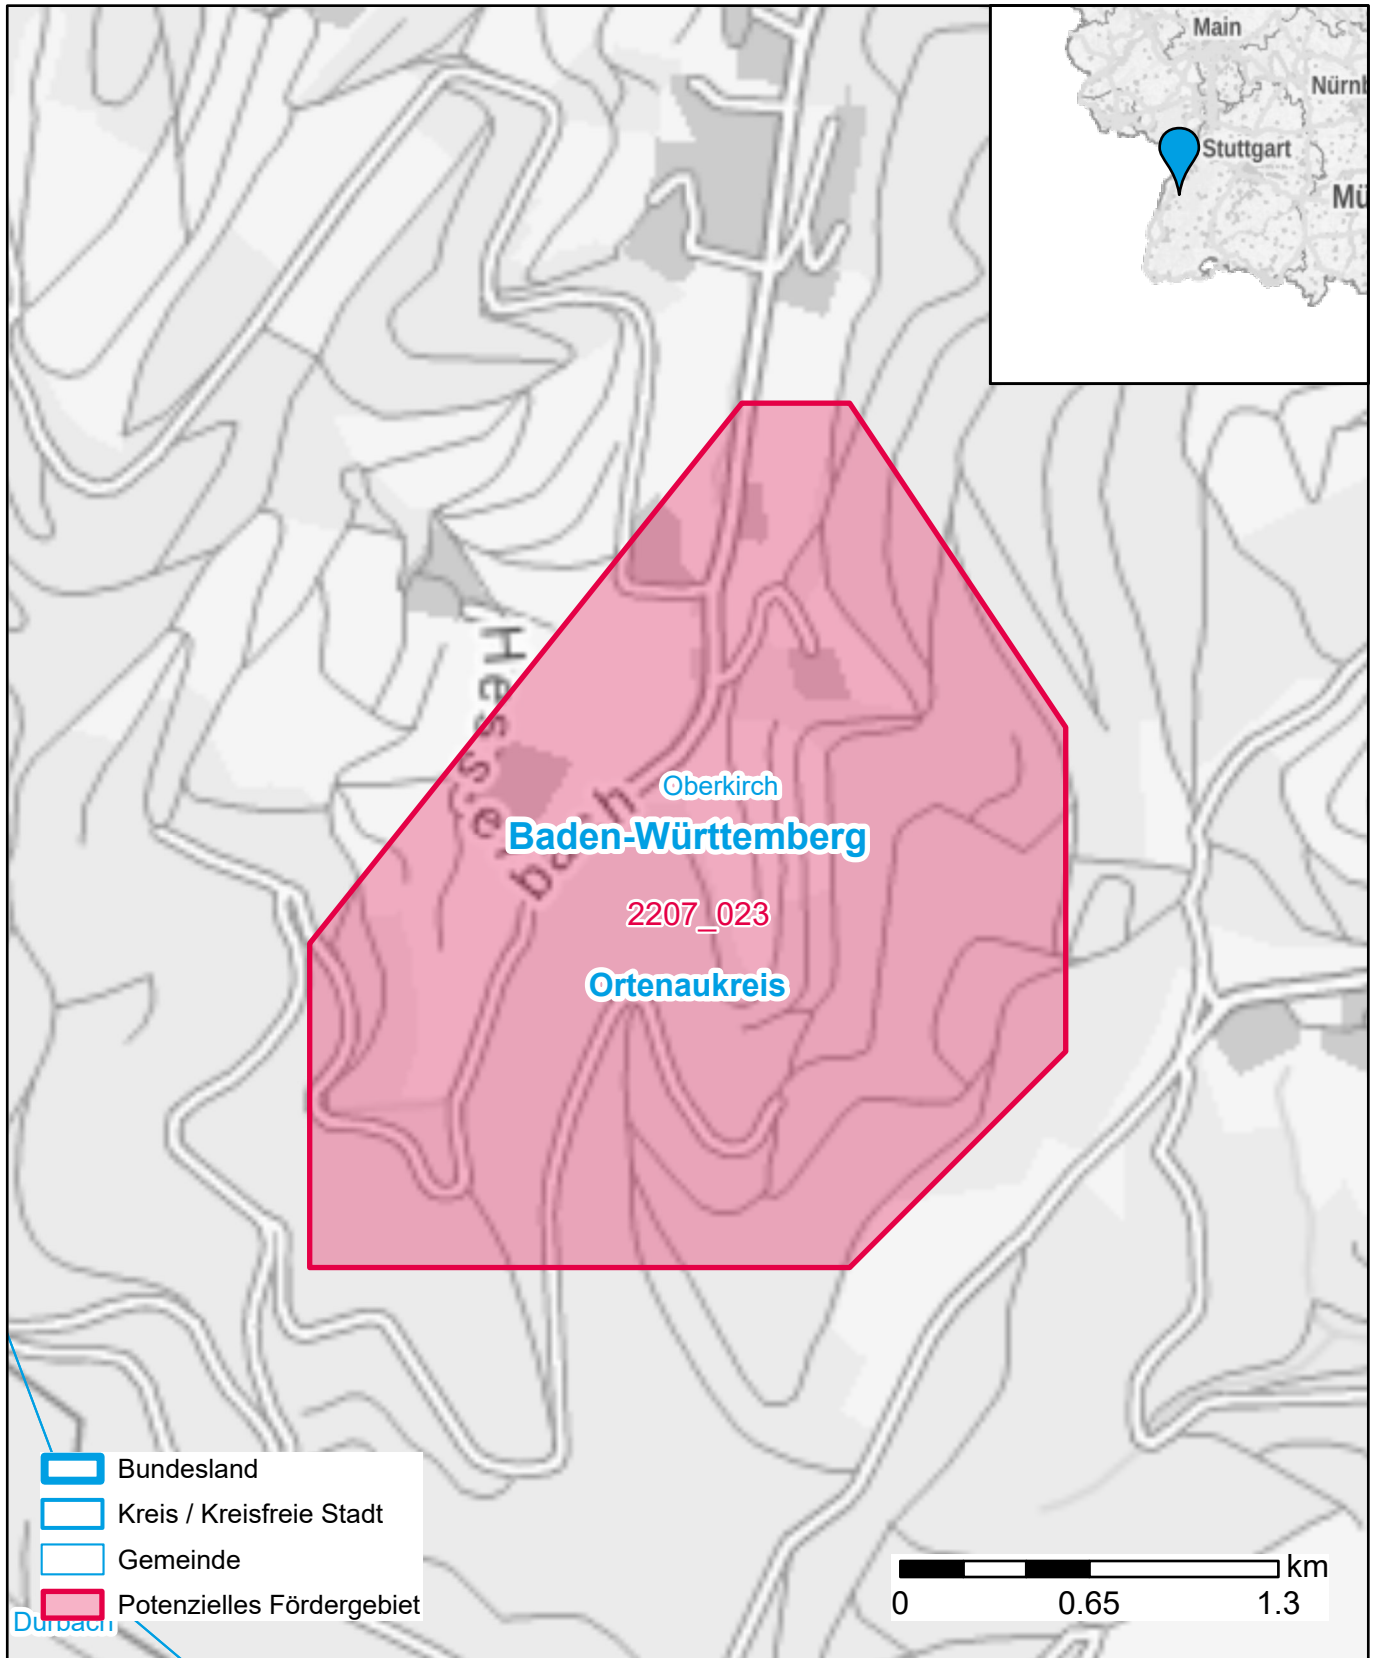 Main
Nürnl
Stuttgart
Mü
Hesselbach
Oberkirch
Baden-Württemberg
2207_023
Ortenaukreis
Bundesland
Kreis / Kreisfreie Stadt
Gemeinde
Potenzielles Fördergebiet
Durbach
km
0 0.65 1.3